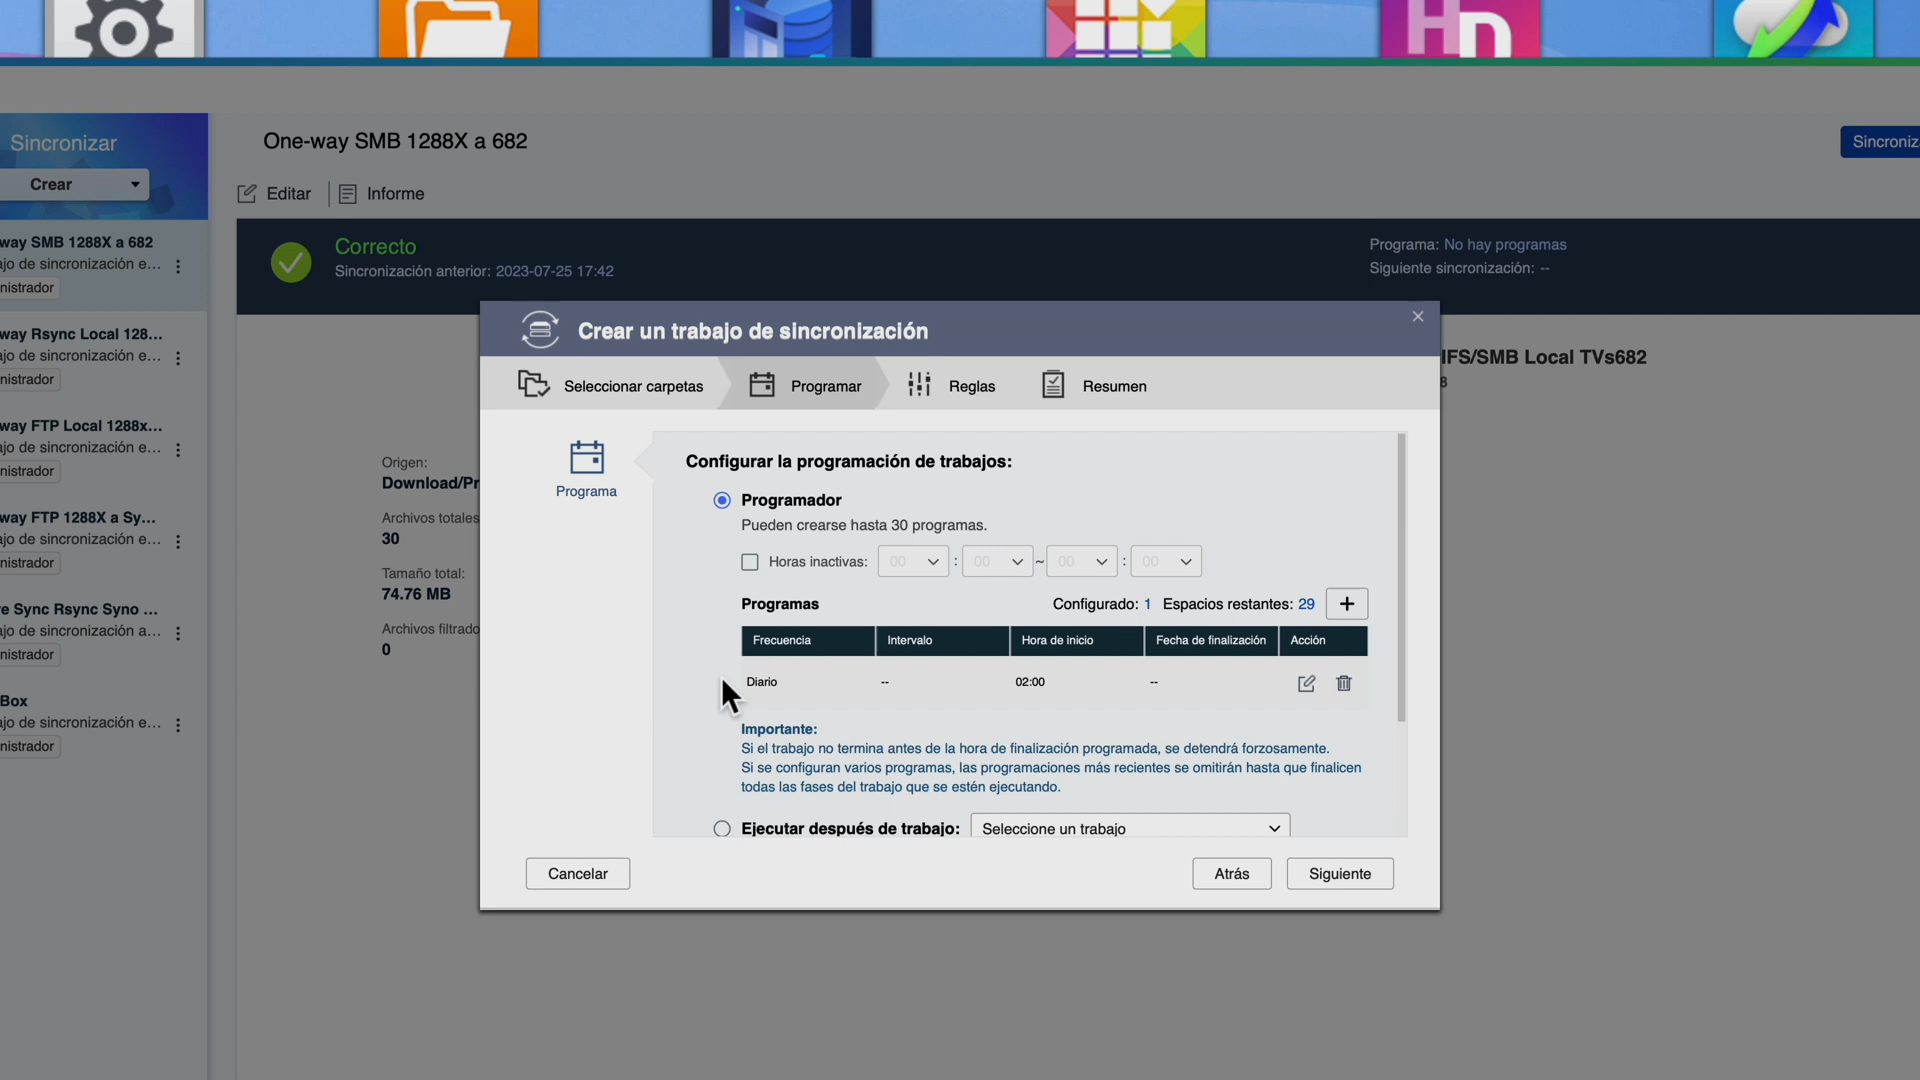 Sincronizar
Crear
way SMB 1288X a 682
ajo de sincronización e...
nistrador
way Rsync Local 128...
ajo de sincronización e...
nistrador
way FTP Local 1288x...
ajo de sincronización e...
nistrador
way FTP 1288X a Sy...
ajo de sincronización e...
nistrador
e Sync Rsync Syno ...
ajo de sincronización a...
nistrador
Box
ajo de sincronización e...
nistrador
One-way SMB 1288X a 682
Sincroniz
Editar
Informe
Correcto
Sincronización anterior: 2023-07-25 17:42
Programa: No hay programas
Siguiente sincronización: --
IFS/SMB Local TVs682
8
Origen:
Download/Pr
Archivos totales
30
Tamaño total:
74.76 MB
Archivos filtrado
0
Crear un trabajo de sincronización
Seleccionar carpetas
Programar
Reglas
Resumen
Programa
Configurar la programación de trabajos:
Programador
Pueden crearse hasta 30 programas.
Horas inactivas: 00 : 00 ~ 00 : 00
Programas Configurado: 1 Espacios restantes: 29 +
Frecuencia Intervalo Hora de inicio Fecha de finalización Acción
Diario -- 02:00 --
Importante:
Si el trabajo no termina antes de la hora de finalización programada, se detendrá forzosamente.
Si se configuran varios programas, las programaciones más recientes se omitirán hasta que finalicen
todas las fases del trabajo que se estén ejecutando.
Ejecutar después de trabajo: Seleccione un trabajo
Cancelar
Atrás
Siguiente